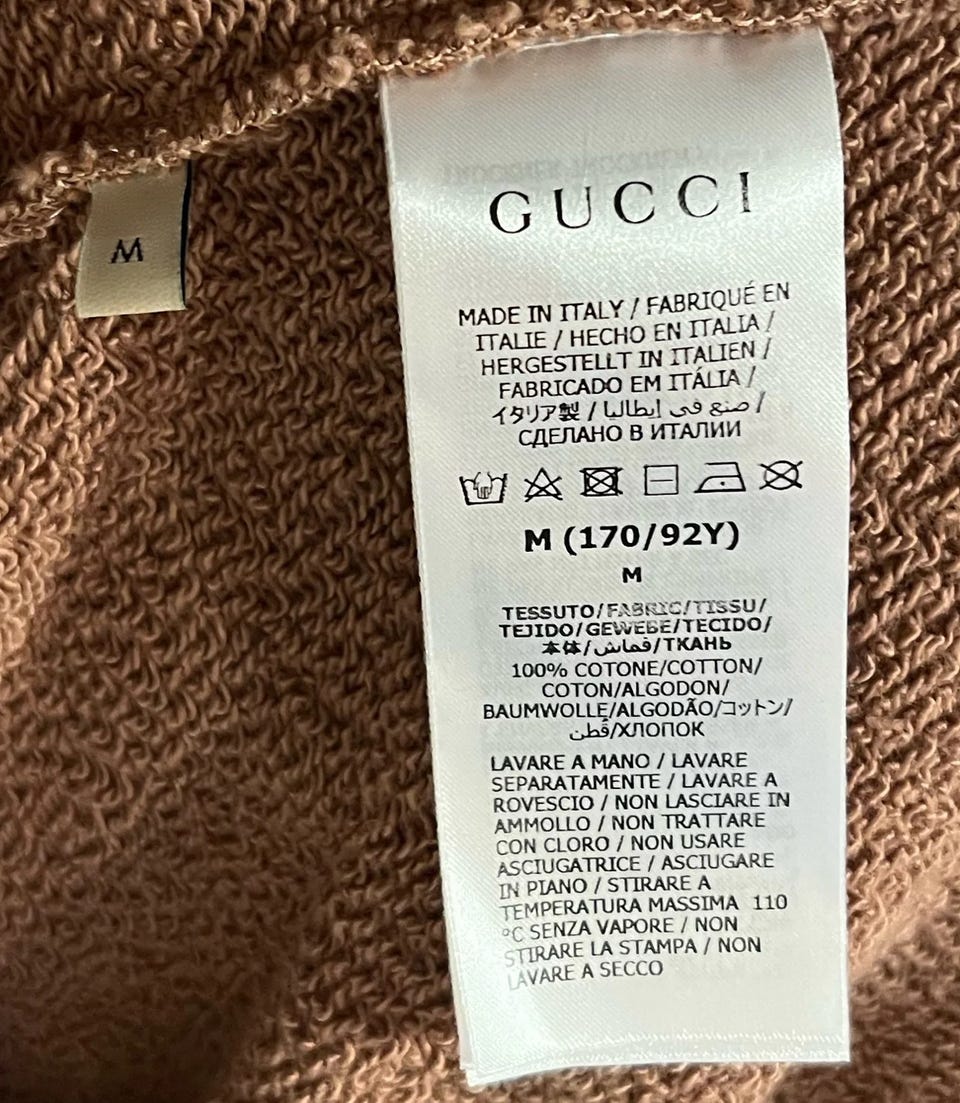 M
GUCCI
MADE IN ITALY / FABRIQUÉ EN
ITALIE / HECHO EN ITALIA /
HERGESTELLT IN ITALIEN /
FABRICADO EM ITÁLIA /
イタリア製 / صنع في إيطاليا /
СДЕЛАНО В ИТАЛИИ
M (170/92Y)
M
TESSUTO/FABRIC/TISSU/
TEJIDO/GEWEBE/TECIDO/
本体/قماش/ТКАНЬ
100% COTONE/COTTON/
COTON/ALGODON/
BAUMWOLLE/ALGODÃO/コットン/
قطن/ХЛОПОК
LAVARE A MANO / LAVARE
SEPARATAMENTE / LAVARE A
ROVESCIO / NON LASCIARE IN
AMMOLLO / NON TRATTARE
CON CLORO / NON USARE
ASCIUGATRICE / ASCIUGARE
IN PIANO / STIRARE A
TEMPERATURA MASSIMA 110
°C SENZA VAPORE / NON
STIRARE LA STAMPA / NON
LAVARE A SECCO